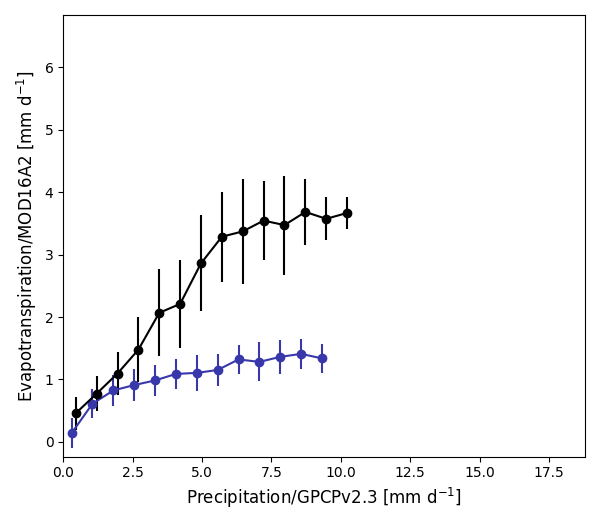 6
5
4
3
2
1
0
Evapotranspiration/MOD16A2 [mm d⁻¹]
0.0 2.5 5.0 7.5 10.0 12.5 15.0 17.5
Precipitation/GPCPv2.3 [mm d⁻¹]